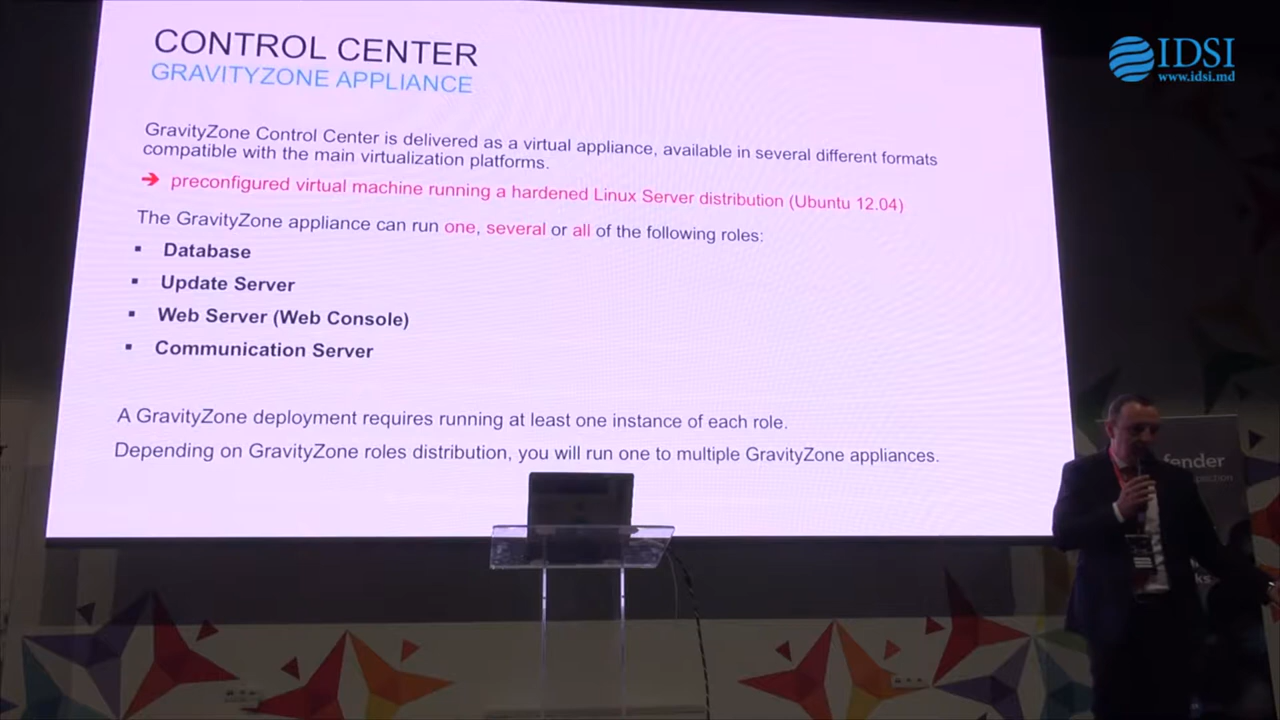 CONTROL CENTER
GRAVITYZONE APPLIANCE
IDSI
www.idsi.md
GravityZone Control Center is delivered as a virtual appliance, available in several different formats
compatible with the main virtualization platforms.
➔ preconfigured virtual machine running a hardened Linux Server distribution (Ubuntu 12.04)
The GravityZone appliance can run one, several or all of the following roles:
▪ Database
▪ Update Server
▪ Web Server (Web Console)
▪ Communication Server
A GravityZone deployment requires running at least one instance of each role.
Depending on GravityZone roles distribution, you will run one to multiple GravityZone appliances.
fender